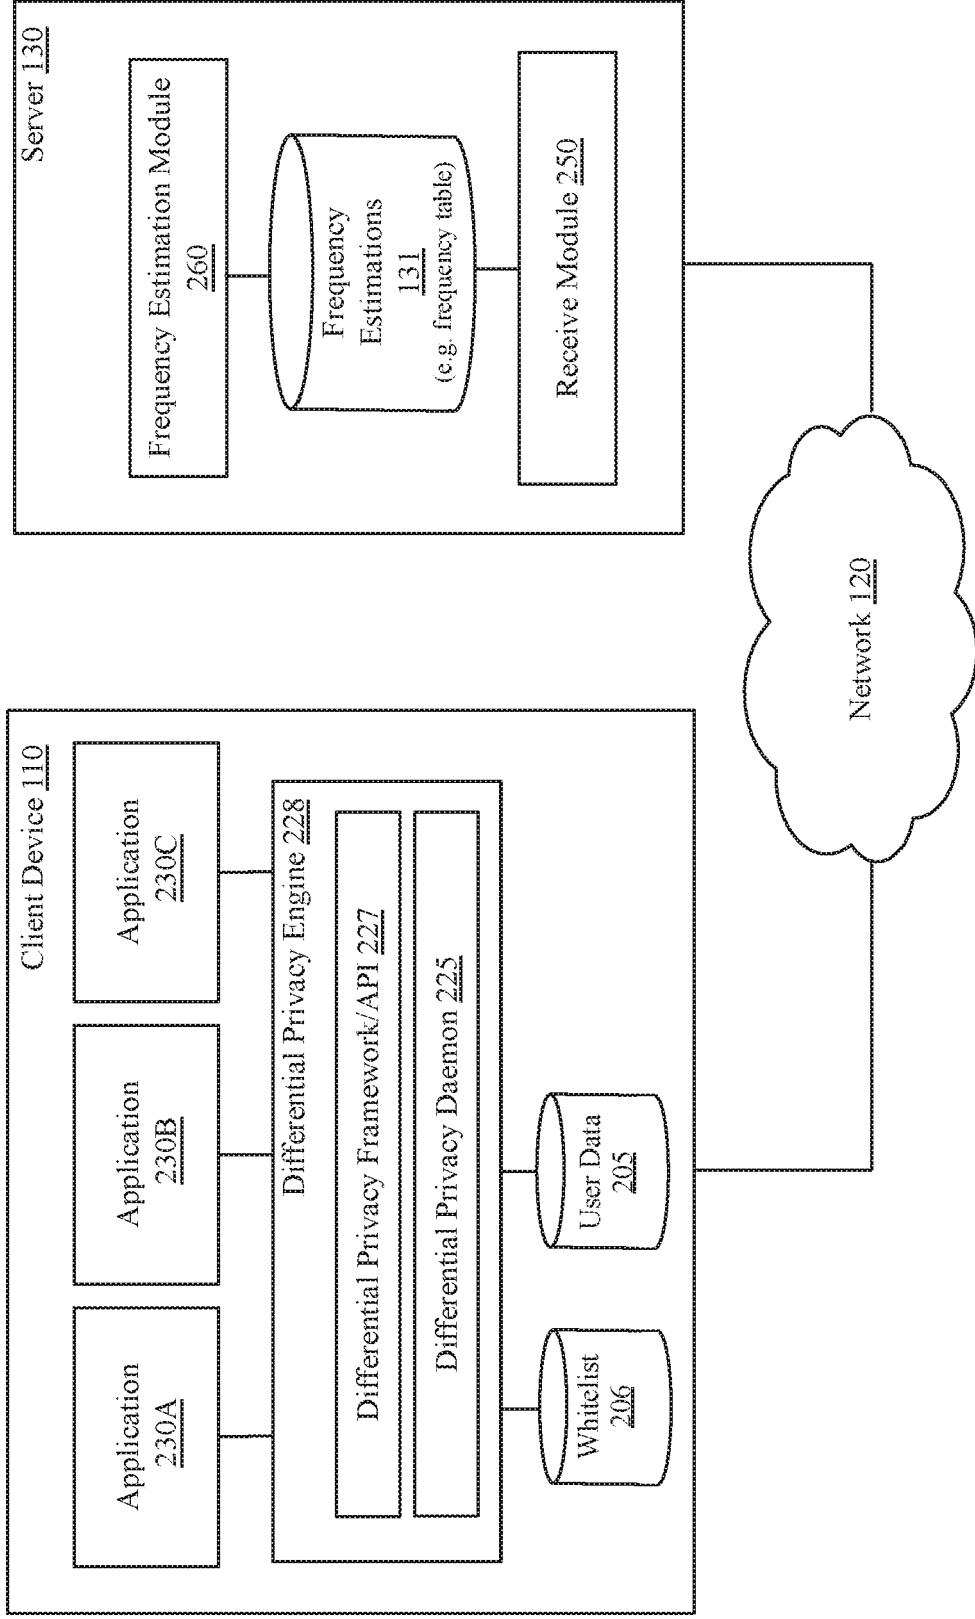 Client Device 110
Application
230A
Application
230B
Application
230C
Differential Privacy Engine 228
Differential Privacy Framework/API 227
Differential Privacy Daemon 225
Whitelist
206
User Data
205
Network 120
Server 130
Frequency Estimation Module
260
Frequency
Estimations
131
(e.g. frequency table)
Receive Module 250